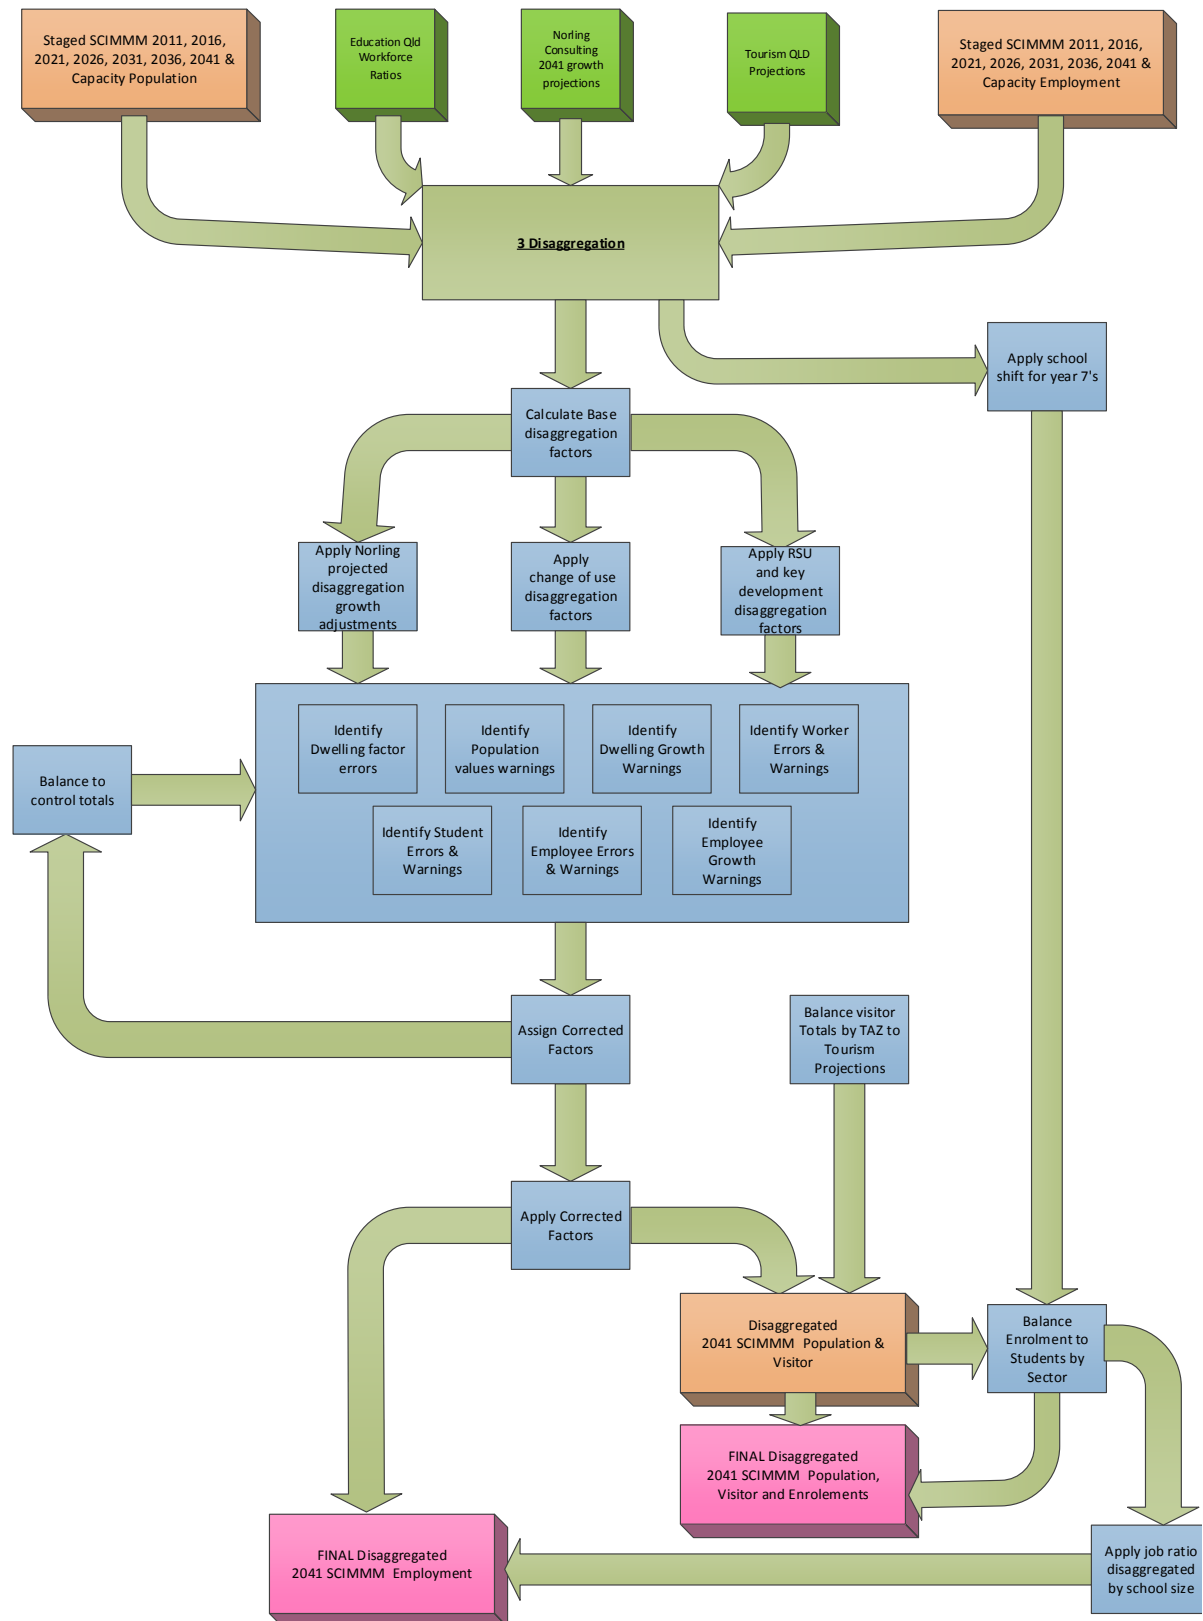 Staged SCIMMM 2011, 2016,
2021, 2026, 2031, 2036, 2041 &
Capacity Population
Education Qld
Workforce
Ratios
Norling
Consulting
2041 growth
projections
Tourism QLD
Projections
Staged SCIMMM 2011, 2016,
2021, 2026, 2031, 2036, 2041 &
Capacity Employment
3 Disaggregation
Apply school
shift for year 7's
Calculate Base
disaggregation
factors
Apply Norling
projected
disaggregation
growth
adjustments
Apply
change of use
disaggregation
factors
Apply RSU
and key
development
disaggregation
factors
Identify
Dwelling factor
errors
Identify
Population
values warnings
Identify
Dwelling Growth
Warnings
Identify Worker
Errors &
Warnings
Balance to
control totals
Identify Student
Errors &
Warnings
Identify
Employee Errors
& Warnings
Identify
Employee
Growth
Warnings
Assign Corrected
Factors
Balance visitor
Totals by TAZ to
Tourism
Projections
Apply Corrected
Factors
Disaggregated
2041 SCIMMM Population &
Visitor
Balance
Enrolment to
Students by
Sector
FINAL Disaggregated
2041 SCIMMM Population,
Visitor and Enrolements
FINAL Disaggregated
2041 SCIMMM Employment
Apply job ratio
disaggregated
by school size